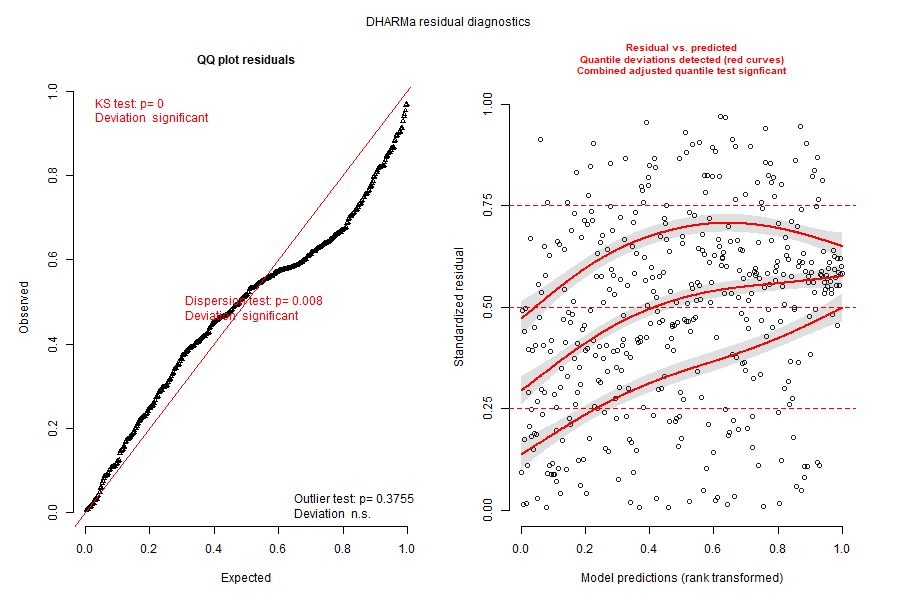 DHARMa residual diagnostics
QQ plot residuals
KS test: p= 0
Deviation significant
Dispersion test: p= 0.008
Deviation significant
Outlier test: p= 0.3755
Deviation n.s.
Observed
0.0
0.2
0.4
0.6
0.8
1.0
0.0
0.2
0.4
0.6
0.8
1.0
Expected
Residual vs. predicted
Quantile deviations detected (red curves)
Combined adjusted quantile test signficant
Standardized residual
0.00
0.25
0.50
0.75
1.00
0.0
0.2
0.4
0.6
0.8
1.0
Model predictions (rank transformed)